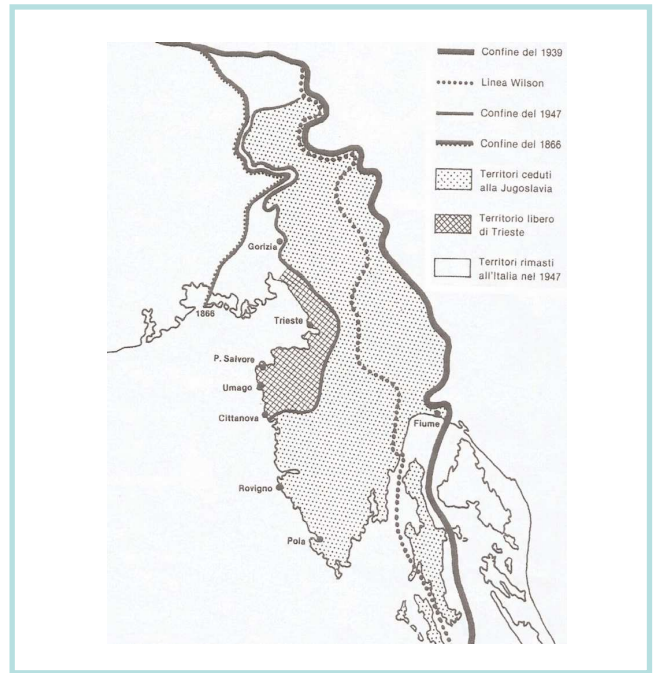 Confine del 1939
Linea Wilson
Confine del 1947
Confine del 1866
Territori ceduti
alla Jugoslavia
Territorio libero
di Trieste
Territori rimasti
all'Italia nel 1947
Gorizia
1866
Trieste
P. Salvore
Umago
Cittanova
Fiume
Rovigno
Pola